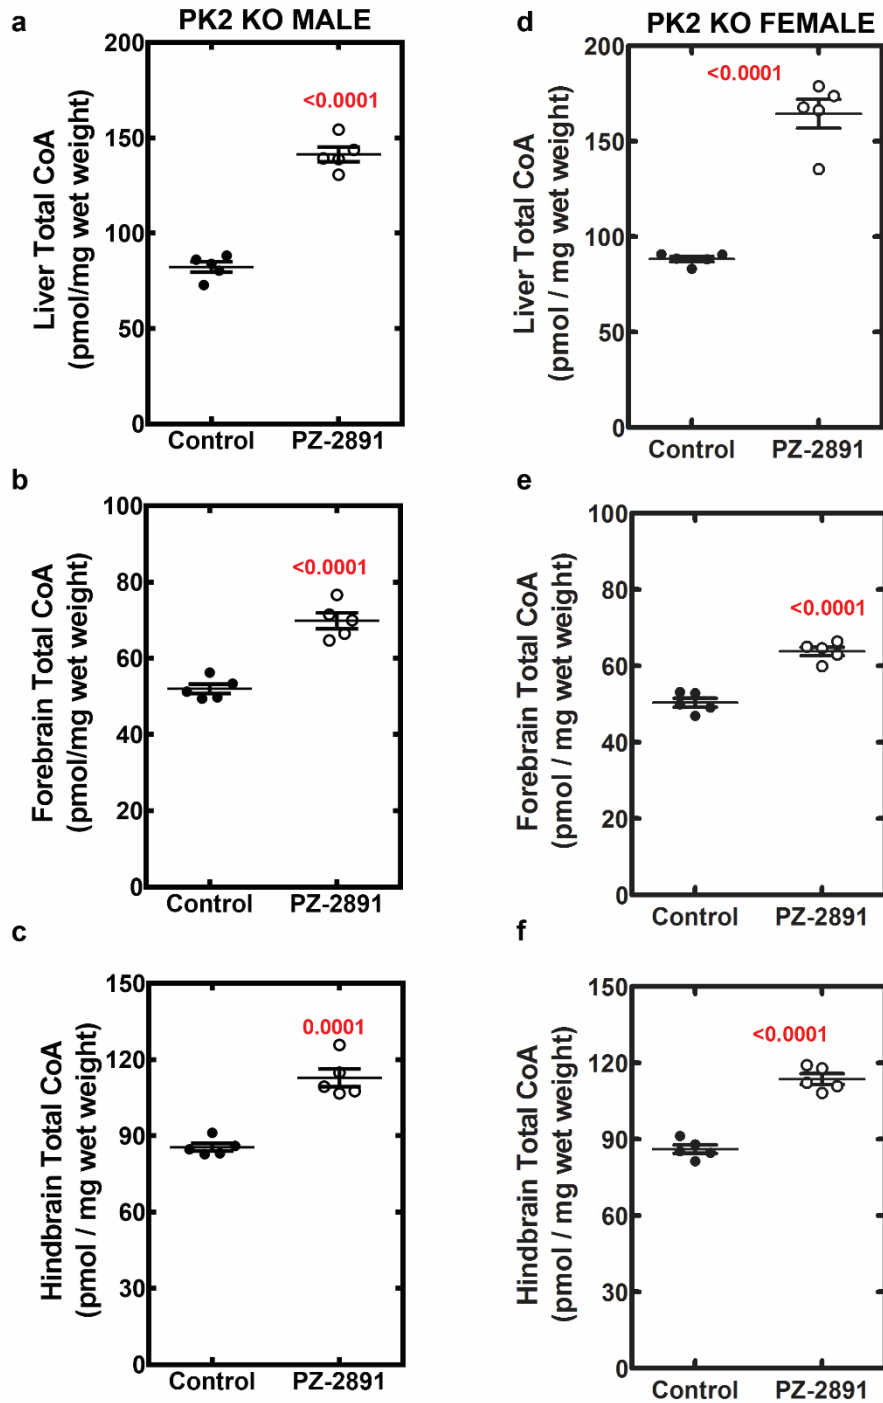 a
PK2 KO MALE
Liver Total CoA
(pmol/mg wet weight)
200
150
100
50
0
<0.0001
Control
PZ-2891
b
Forebrain Total CoA
(pmol/mg wet weight)
100
80
60
40
20
0
<0.0001
Control
PZ-2891
c
Hindbrain Total CoA
(pmol / mg wet weight)
150
120
90
60
30
0
0.0001
Control
PZ-2891
d
PK2 KO FEMALE
Liver Total CoA
(pmol / mg wet weight)
200
150
100
50
0
<0.0001
Control
PZ-2891
e
Forebrain Total CoA
(pmol / mg wet weight)
100
80
60
40
20
0
<0.0001
Control
PZ-2891
f
Hindbrain Total CoA
(pmol / mg wet weight)
150
120
90
60
30
0
<0.0001
Control
PZ-2891